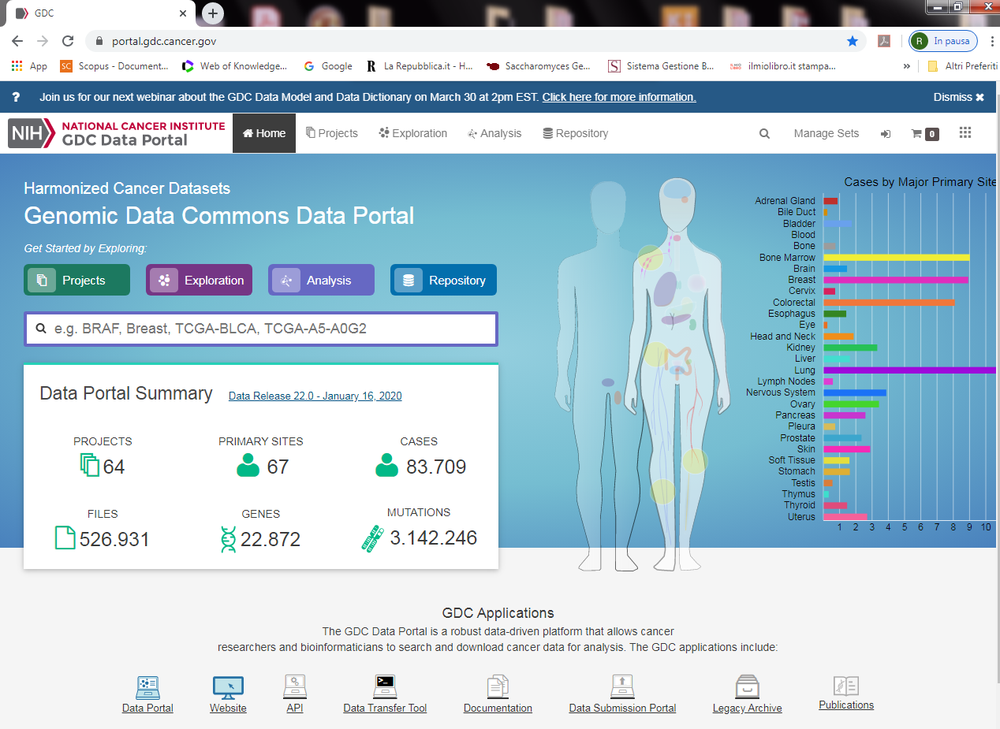 GDC
portal.gdc.cancer.gov
R In pausa
App
Scopus - Document...
Web of Knowledge...
Google
La Repubblica.it - H...
Saccharomyces Ge...
Sistema Gestione B...
ilmiolibro.it stampa...
»
Altri Preferiti
? Join us for our next webinar about the GDC Data Model and Data Dictionary on March 30 at 2pm EST. Click here for more information.
Dismiss ✖
NIH NATIONAL CANCER INSTITUTE
GDC Data Portal
Home
Projects
Exploration
Analysis
Repository
Manage Sets
0
Harmonized Cancer Datasets
Genomic Data Commons Data Portal
Get Started by Exploring:
Projects
Exploration
Analysis
Repository
e.g. BRAF, Breast, TCGA-BLCA, TCGA-A5-A0G2
Data Portal Summary
Data Release 22.0 - January 16, 2020
PROJECTS
64
PRIMARY SITES
67
CASES
83.709
FILES
526.931
GENES
22.872
MUTATIONS
3.142.246
Cases by Major Primary Site
Adrenal Gland
Bile Duct
Bladder
Blood
Bone
Bone Marrow
Brain
Breast
Cervix
Colorectal
Esophagus
Eye
Head and Neck
Kidney
Liver
Lung
Lymph Nodes
Nervous System
Ovary
Pancreas
Pleura
Prostate
Skin
Soft Tissue
Stomach
Testis
Thymus
Thyroid
Uterus
1 2 3 4 5 6 7 8 9 10
GDC Applications
The GDC Data Portal is a robust data-driven platform that allows cancer
researchers and bioinformaticians to search and download cancer data for analysis. The GDC applications include:
Data Portal
Website
API
Data Transfer Tool
Documentation
Data Submission Portal
Legacy Archive
Publications